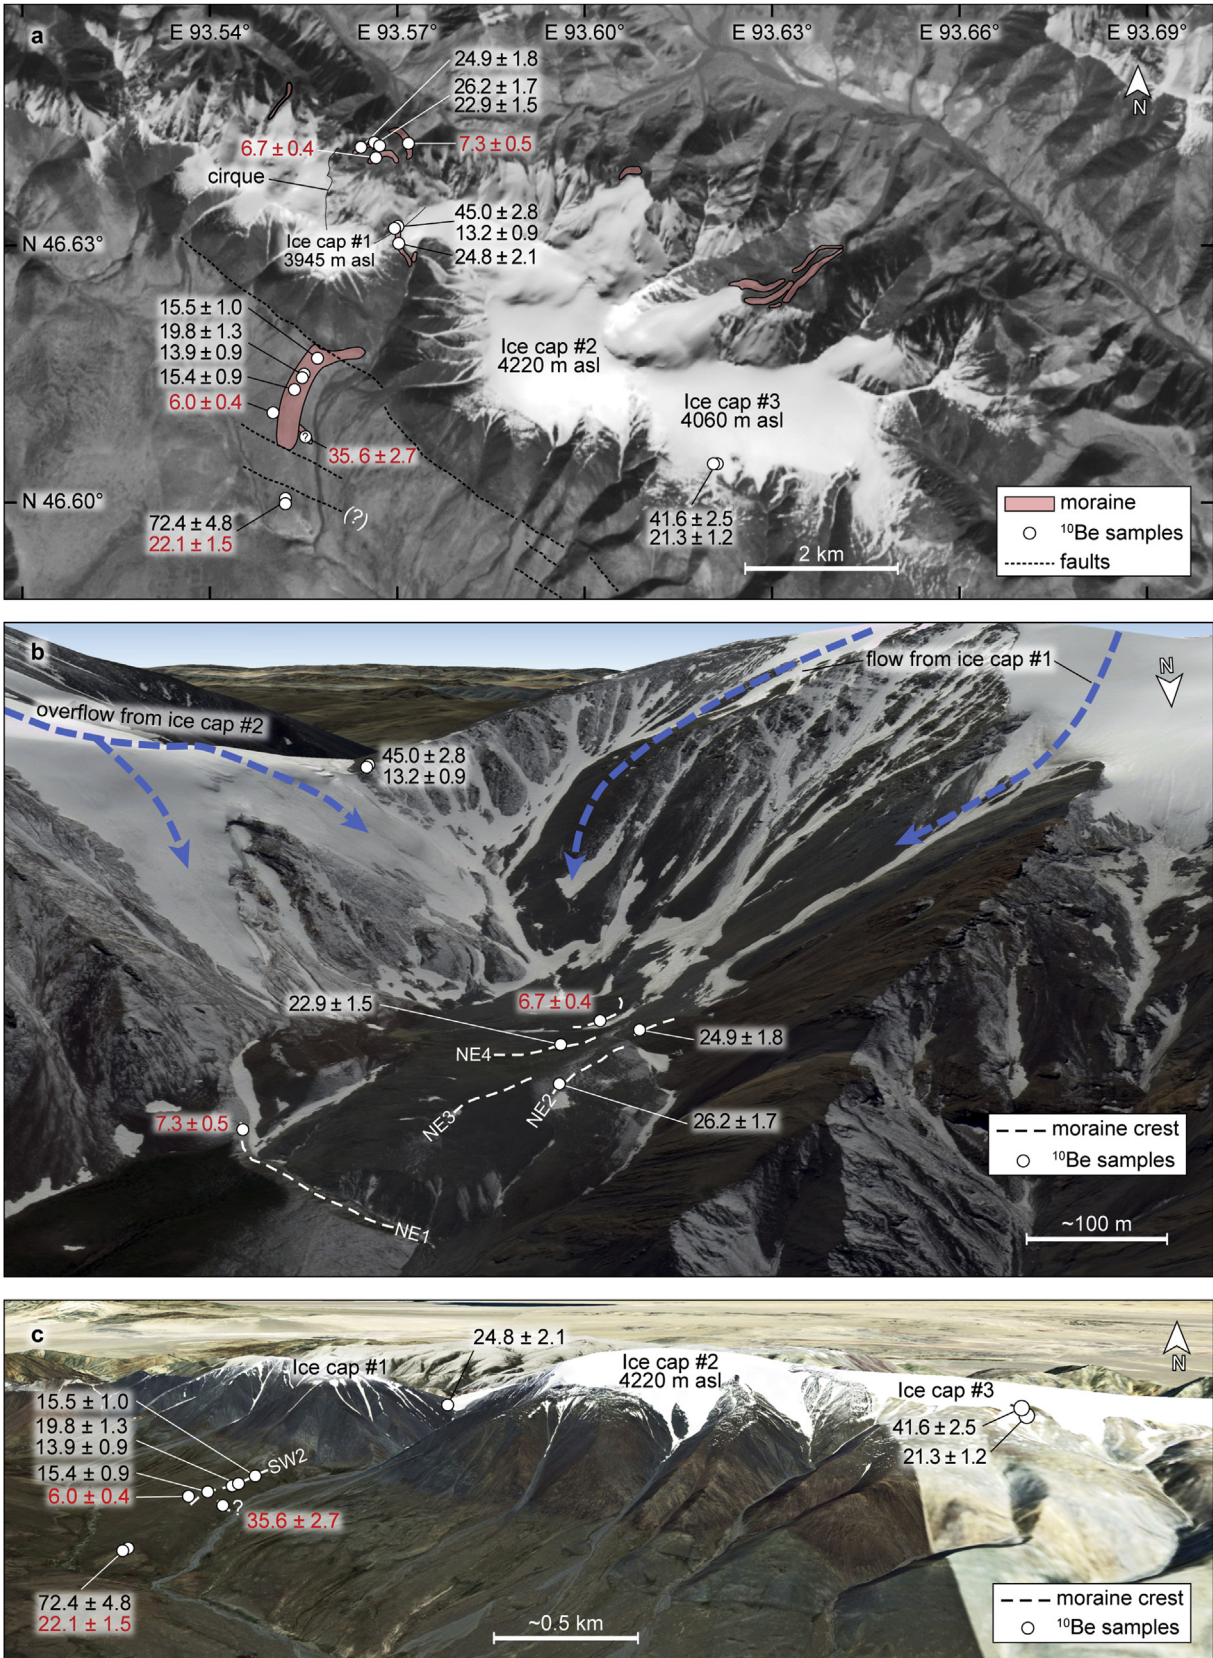 a
E 93.54°
E 93.57°
E 93.60°
E 93.63°
E 93.66°
E 93.69°
24.9 ± 1.8
26.2 ± 1.7
22.9 ± 1.5
6.7 ± 0.4
7.3 ± 0.5
N
cirque
45.0 ± 2.8
13.2 ± 0.9
24.8 ± 2.1
N 46.63°
Ice cap #1
3945 m asl
15.5 ± 1.0
19.8 ± 1.3
13.9 ± 0.9
15.4 ± 0.9
6.0 ± 0.4
Ice cap #2
4220 m asl
Ice cap #3
4060 m asl
?
35. 6 ± 2.7
N 46.60°
(?)
72.4 ± 4.8
22.1 ± 1.5
41.6 ± 2.5
21.3 ± 1.2
2 km
moraine
¹⁰Be samples
faults
b
flow from ice cap #1
N
overflow from ice cap #2
45.0 ± 2.8
13.2 ± 0.9
22.9 ± 1.5
6.7 ± 0.4
24.9 ± 1.8
NE4
NE3
NE2
26.2 ± 1.7
7.3 ± 0.5
NE1
moraine crest
¹⁰Be samples
~100 m
c
24.8 ± 2.1
N
Ice cap #1
Ice cap #2
4220 m asl
Ice cap #3
15.5 ± 1.0
19.8 ± 1.3
13.9 ± 0.9
15.4 ± 0.9
6.0 ± 0.4
SW2
?
35.6 ± 2.7
41.6 ± 2.5
21.3 ± 1.2
72.4 ± 4.8
22.1 ± 1.5
~0.5 km
moraine crest
¹⁰Be samples